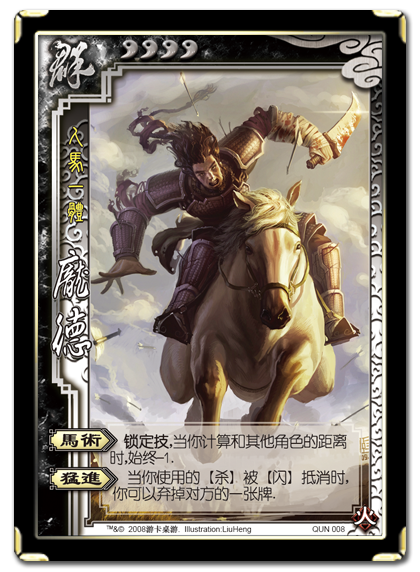 群
人馬一體
龐德
馬術
锁定技,当你计算和其他角色的距离
时,始终-1.
猛進
当你使用的【杀】被【闪】抵消时,
你可以弃掉对方的一张牌.
™&© 2008游卡桌游. Illustration:LiuHeng
QUN 008
火